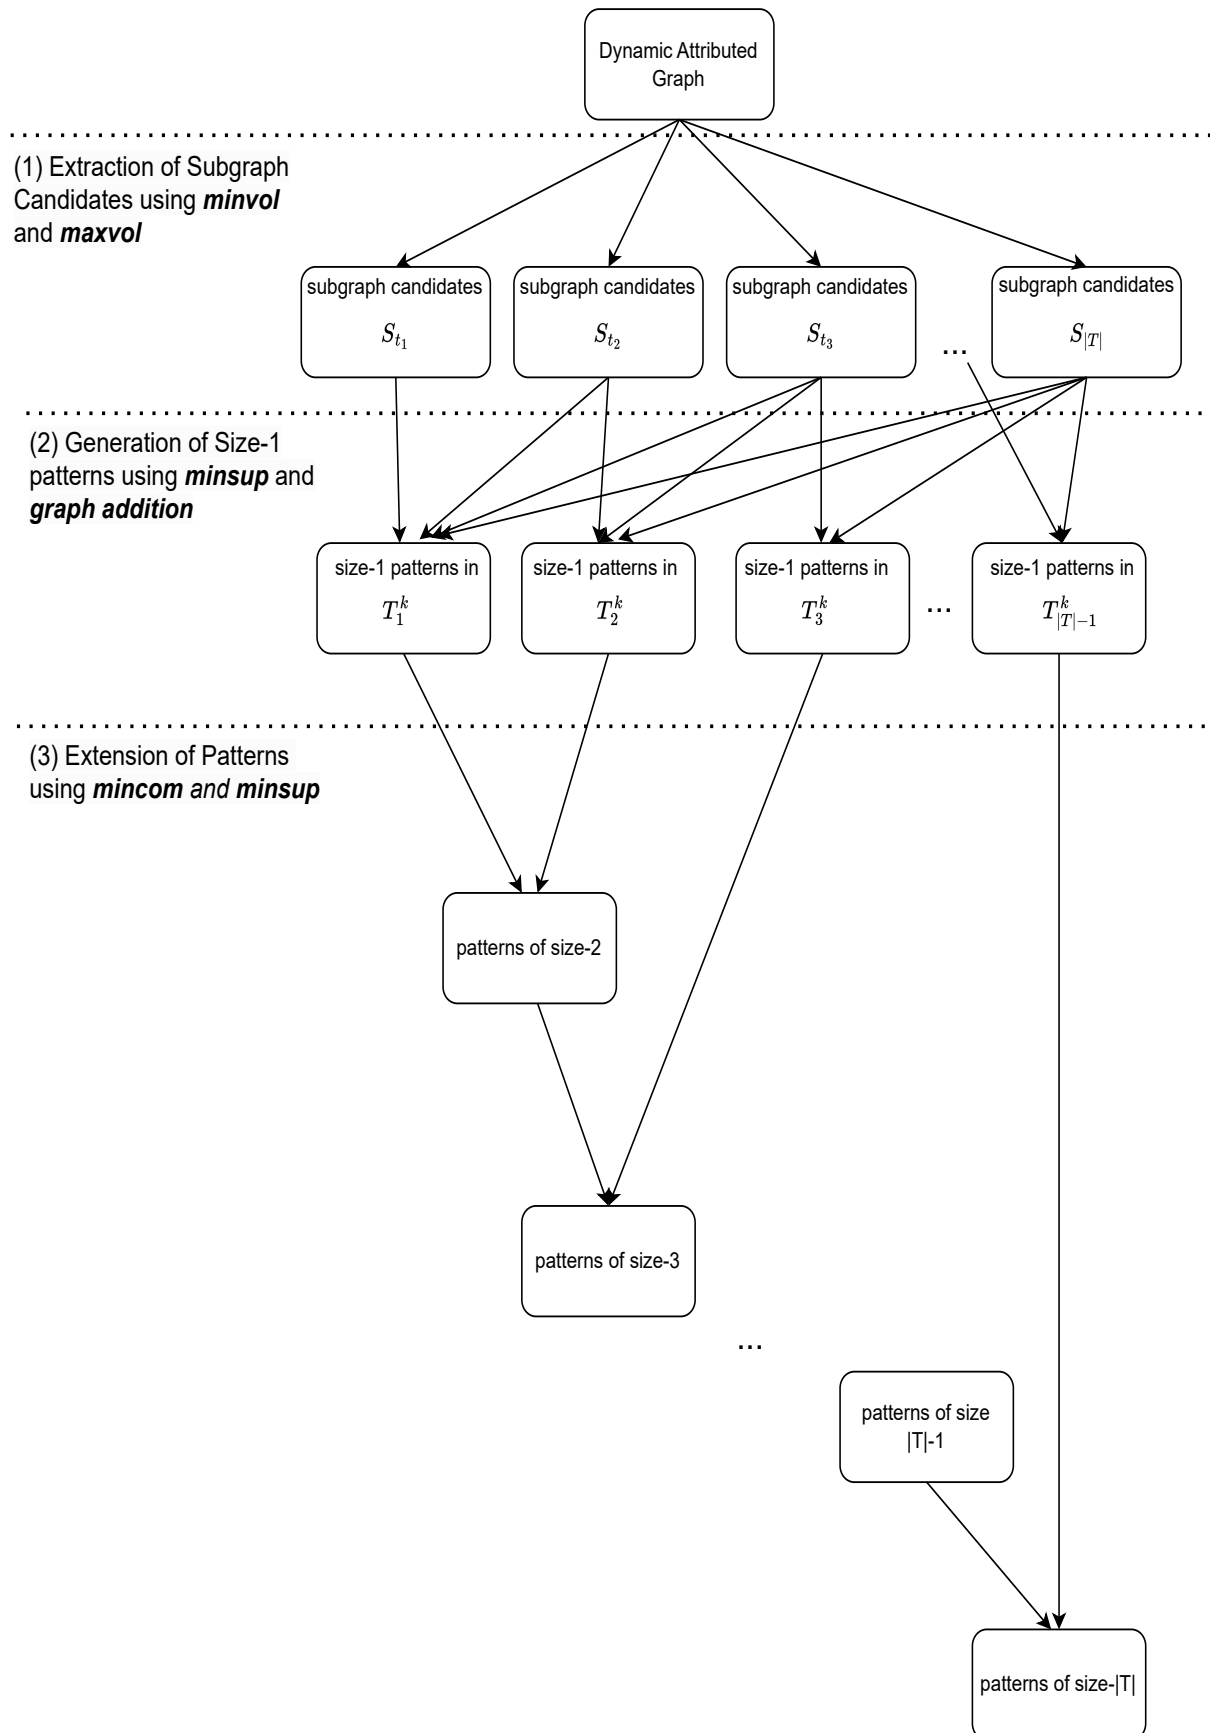 Dynamic Attributed
Graph
(1) Extraction of Subgraph
Candidates using minvol
and maxvol
subgraph candidates
S_{t_1}
subgraph candidates
S_{t_2}
subgraph candidates
S_{t_3}
...
subgraph candidates
S_{|T|}
(2) Generation of Size-1
patterns using minsup and
graph addition
size-1 patterns in
T_1^k
size-1 patterns in
T_2^k
size-1 patterns in
T_3^k
...
size-1 patterns in
T_{|T|-1}^k
(3) Extension of Patterns
using mincom and minsup
patterns of size-2
patterns of size-3
...
patterns of size
|T|-1
patterns of size-|T|